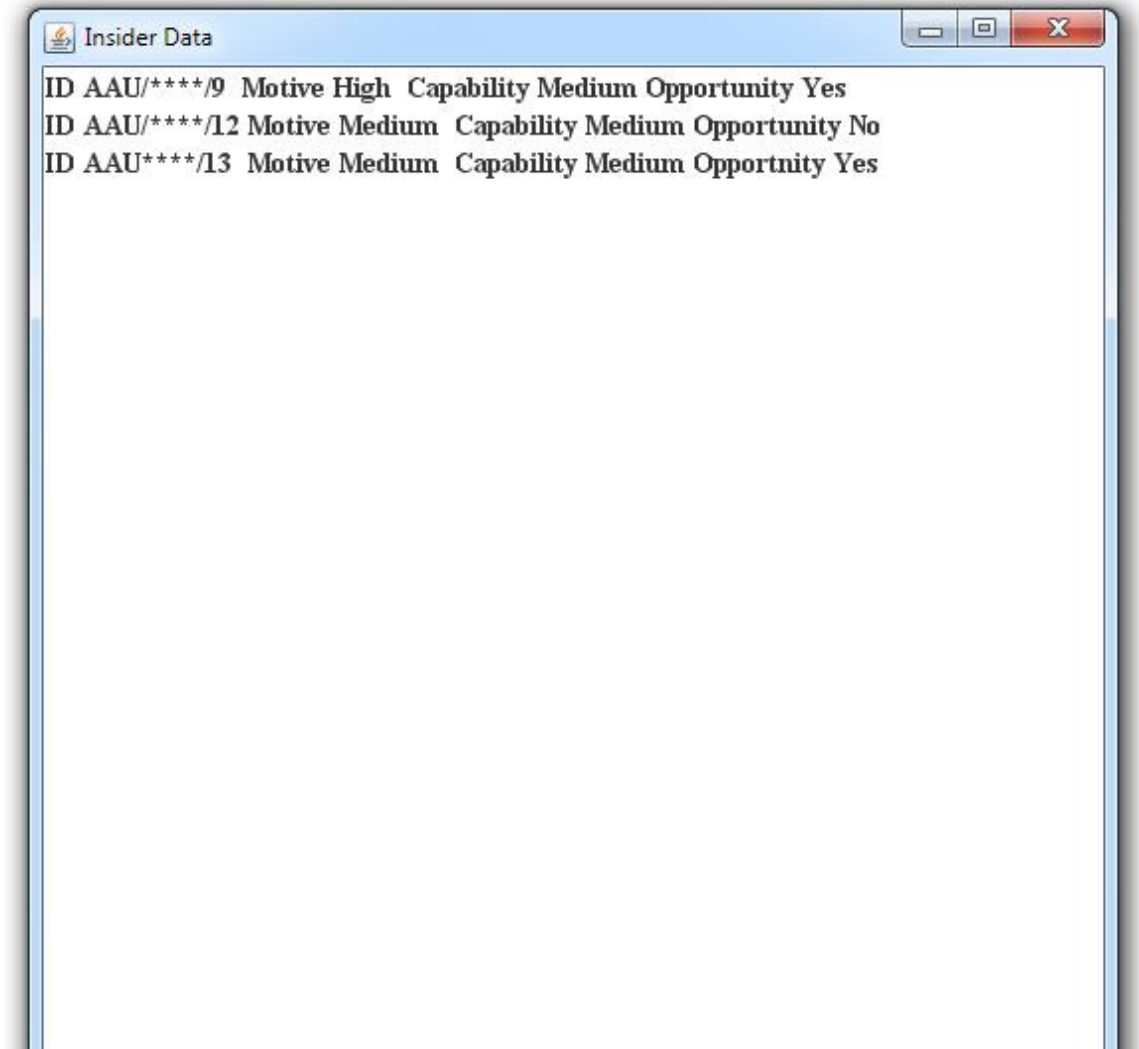 Insider Data
ID AAU/****/9 Motive High Capability Medium Opportunity Yes
ID AAU/****/12 Motive Medium Capability Medium Opportunity No
ID AAU****/13 Motive Medium Capability Medium Opportnity Yes